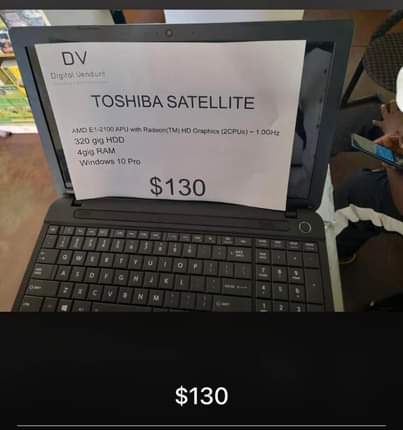 DV
Digital Vendunt
TOSHIBA SATELLITE
AMD E1-2100 APU with Radeon(TM) HD Graphics (2CPUs) ~ 1.0GHz
320 gig HDD
4gig RAM
Windows 10 Pro
$130
Q W E R T Y U I O P
A S D F G H J K L
Z X C V B N M
$130